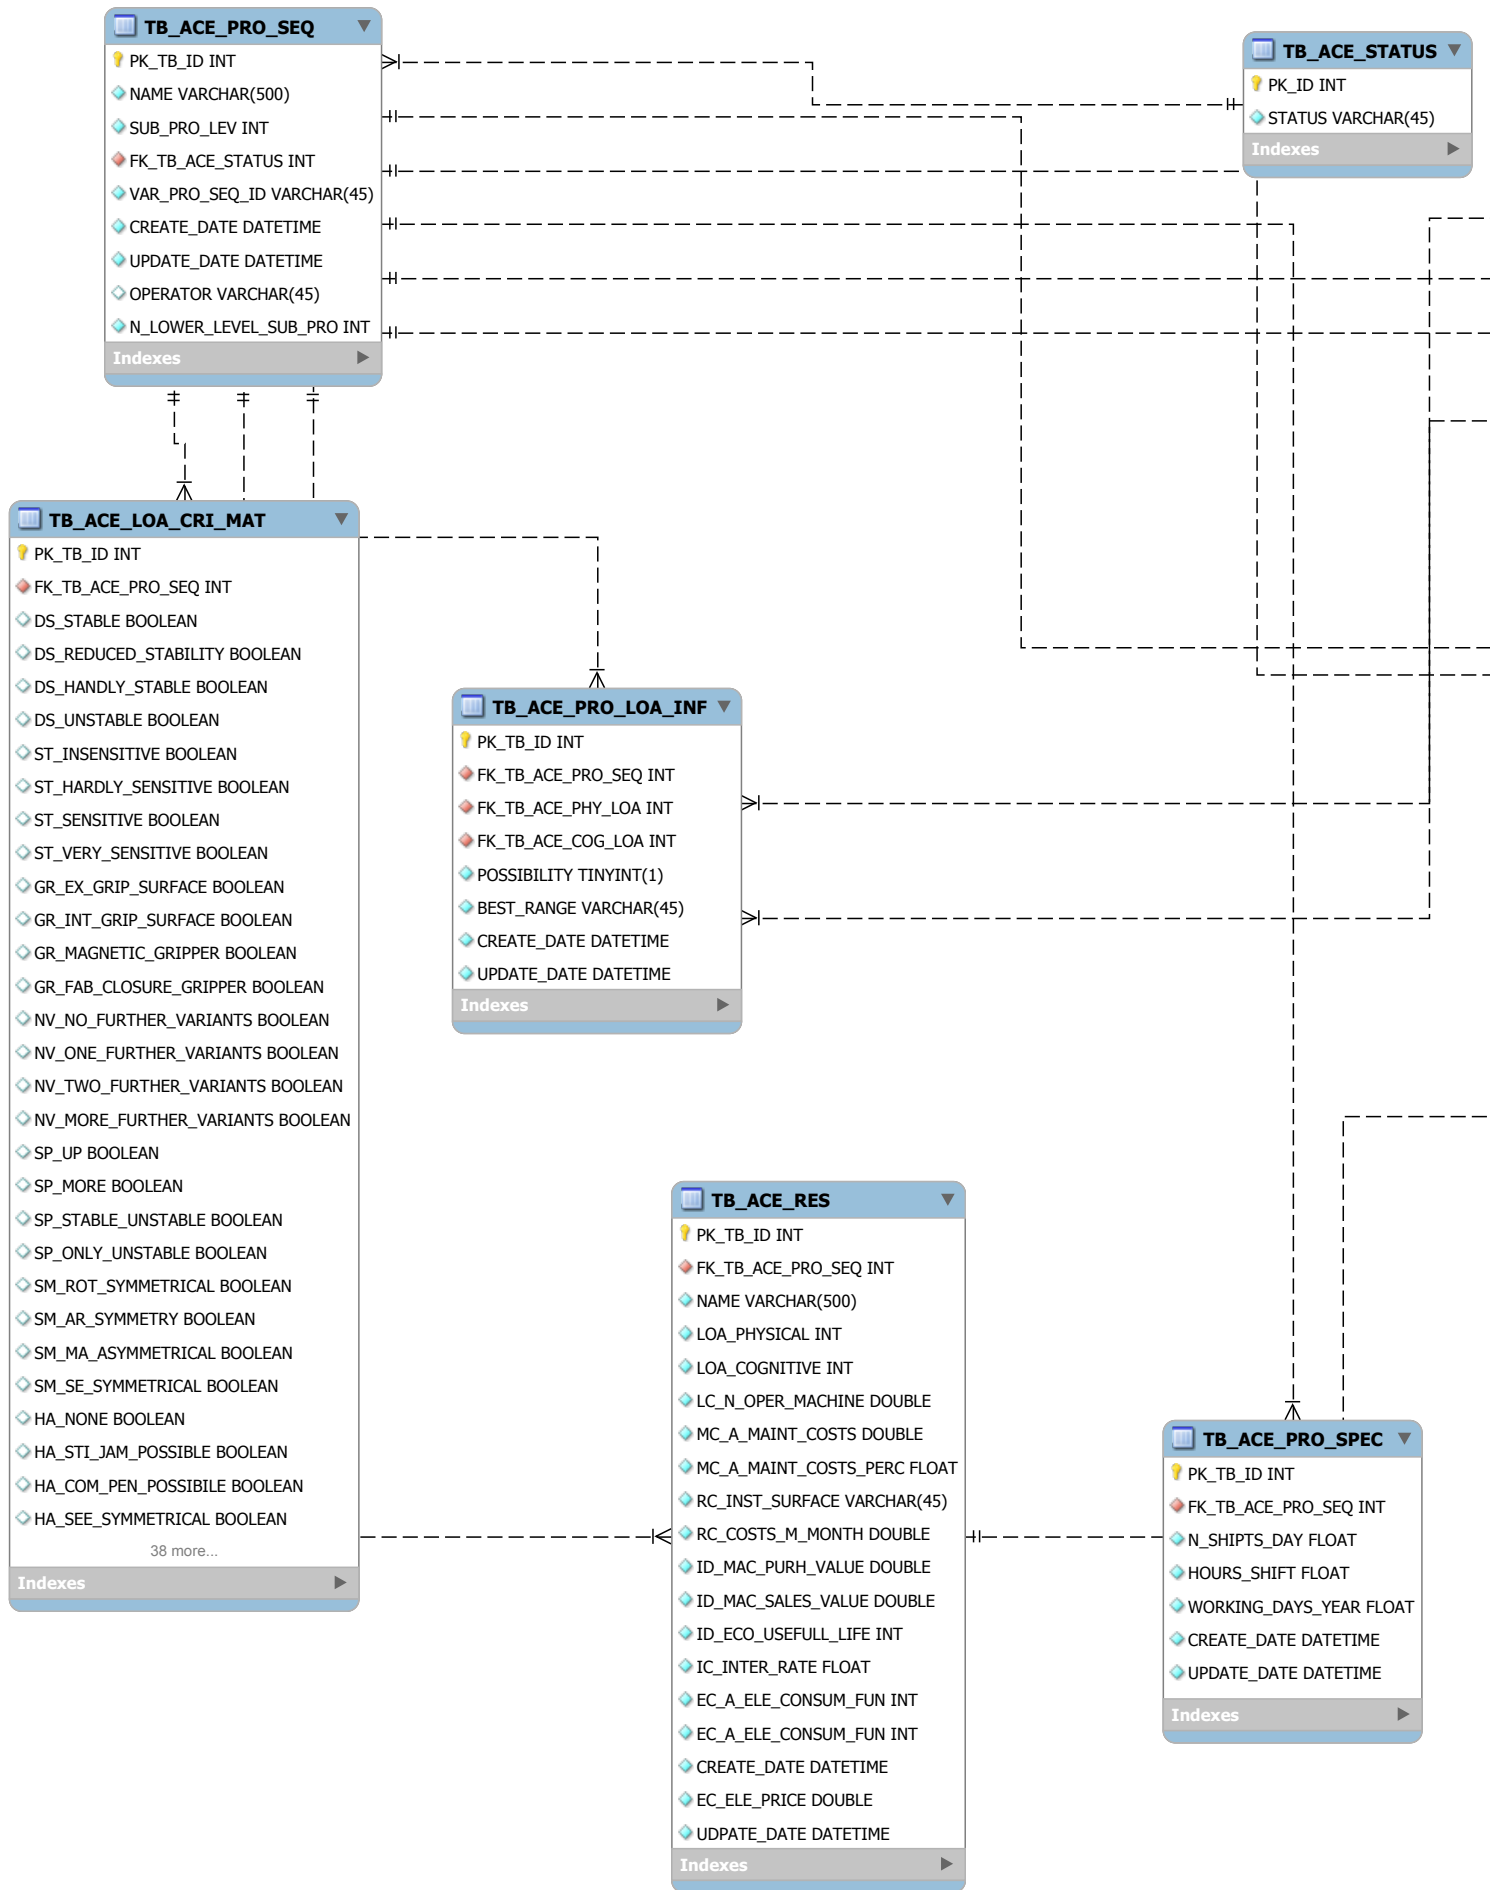 TB_ACE_PRO_SEQ
PK_TB_ID INT
NAME VARCHAR(500)
SUB_PRO_LEV INT
FK_TB_ACE_STATUS INT
VAR_PRO_SEQ_ID VARCHAR(45)
CREATE_DATE DATETIME
UPDATE_DATE DATETIME
OPERATOR VARCHAR(45)
N_LOWER_LEVEL_SUB_PRO INT
Indexes
TB_ACE_STATUS
PK_ID INT
STATUS VARCHAR(45)
Indexes
TB_ACE_LOA_CRI_MAT
PK_TB_ID INT
FK_TB_ACE_PRO_SEQ INT
DS_STABLE BOOLEAN
DS_REDUCED_STABILITY BOOLEAN
DS_HANDLY_STABLE BOOLEAN
DS_UNSTABLE BOOLEAN
ST_INSENSITIVE BOOLEAN
ST_HARDLY_SENSITIVE BOOLEAN
ST_SENSITIVE BOOLEAN
ST_VERY_SENSITIVE BOOLEAN
GR_EX_GRIP_SURFACE BOOLEAN
GR_INT_GRIP_SURFACE BOOLEAN
GR_MAGNETIC_GRIPPER BOOLEAN
GR_FAB_CLOSURE_GRIPPER BOOLEAN
NV_NO_FURTHER_VARIANTS BOOLEAN
NV_ONE_FURTHER_VARIANTS BOOLEAN
NV_TWO_FURTHER_VARIANTS BOOLEAN
NV_MORE_FURTHER_VARIANTS BOOLEAN
SP_UP BOOLEAN
SP_MORE BOOLEAN
SP_STABLE_UNSTABLE BOOLEAN
SP_ONLY_UNSTABLE BOOLEAN
SM_ROT_SYMMETRICAL BOOLEAN
SM_AR_SYMMETRY BOOLEAN
SM_MA_ASYMMETRICAL BOOLEAN
SM_SE_SYMMETRICAL BOOLEAN
HA_NONE BOOLEAN
HA_STI_JAM_POSSIBLE BOOLEAN
HA_COM_PEN_POSSIBILE BOOLEAN
HA_SEE_SYMMETRICAL BOOLEAN
38 more...
Indexes
TB_ACE_PRO_LOA_INF
PK_TB_ID INT
FK_TB_ACE_PRO_SEQ INT
FK_TB_ACE_PHY_LOA INT
FK_TB_ACE_COG_LOA INT
POSSIBILITY TINYINT(1)
BEST_RANGE VARCHAR(45)
CREATE_DATE DATETIME
UPDATE_DATE DATETIME
Indexes
TB_ACE_RES
PK_TB_ID INT
FK_TB_ACE_PRO_SEQ INT
NAME VARCHAR(500)
LOA_PHYSICAL INT
LOA_COGNITIVE INT
LC_N_OPER_MACHINE DOUBLE
MC_A_MAINT_COSTS DOUBLE
MC_A_MAINT_COSTS_PERC FLOAT
RC_INST_SURFACE VARCHAR(45)
RC_COSTS_M_MONTH DOUBLE
ID_MAC_PURH_VALUE DOUBLE
ID_MAC_SALES_VALUE DOUBLE
ID_ECO_USEFULL_LIFE INT
IC_INTER_RATE FLOAT
EC_A_ELE_CONSUM_FUN INT
EC_A_ELE_CONSUM_FUN INT
CREATE_DATE DATETIME
EC_ELE_PRICE DOUBLE
UDPATE_DATE DATETIME
Indexes
TB_ACE_PRO_SPEC
PK_TB_ID INT
FK_TB_ACE_PRO_SEQ INT
N_SHIPTS_DAY FLOAT
HOURS_SHIFT FLOAT
WORKING_DAYS_YEAR FLOAT
CREATE_DATE DATETIME
UPDATE_DATE DATETIME
Indexes